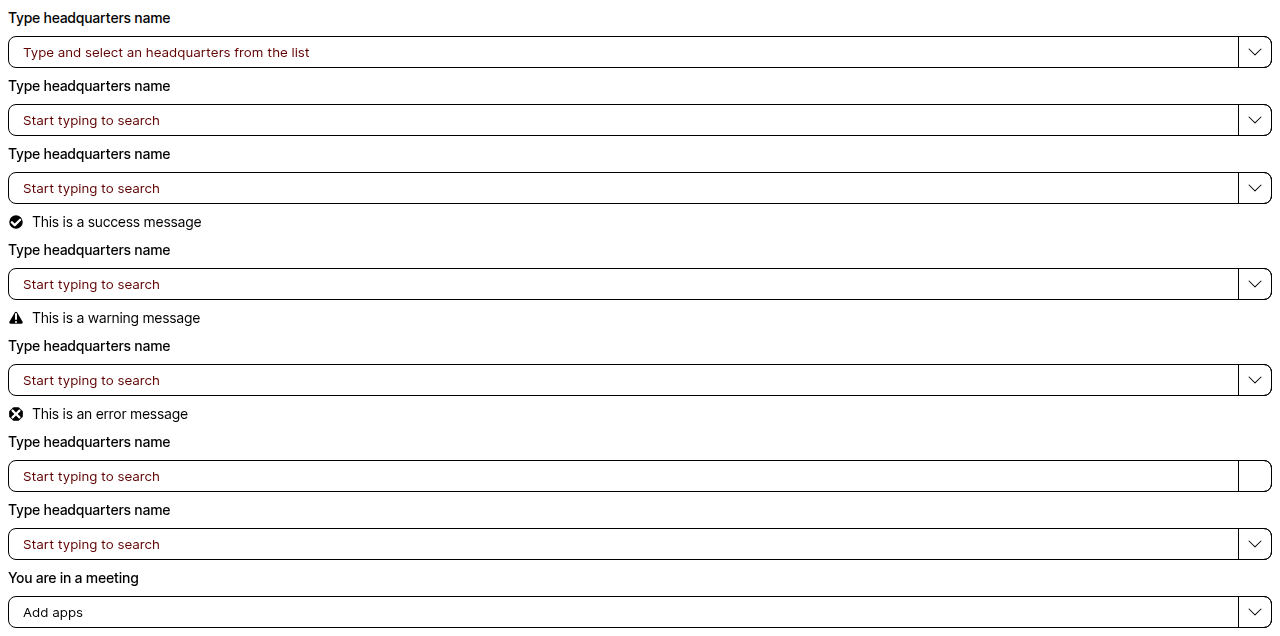 Type headquarters name
Type and select an headquarters from the list
Type headquarters name
Start typing to search
Type headquarters name
Start typing to search
This is a success message
Type headquarters name
Start typing to search
This is a warning message
Type headquarters name
Start typing to search
This is an error message
Type headquarters name
Start typing to search
Type headquarters name
Start typing to search
You are in a meeting
Add apps